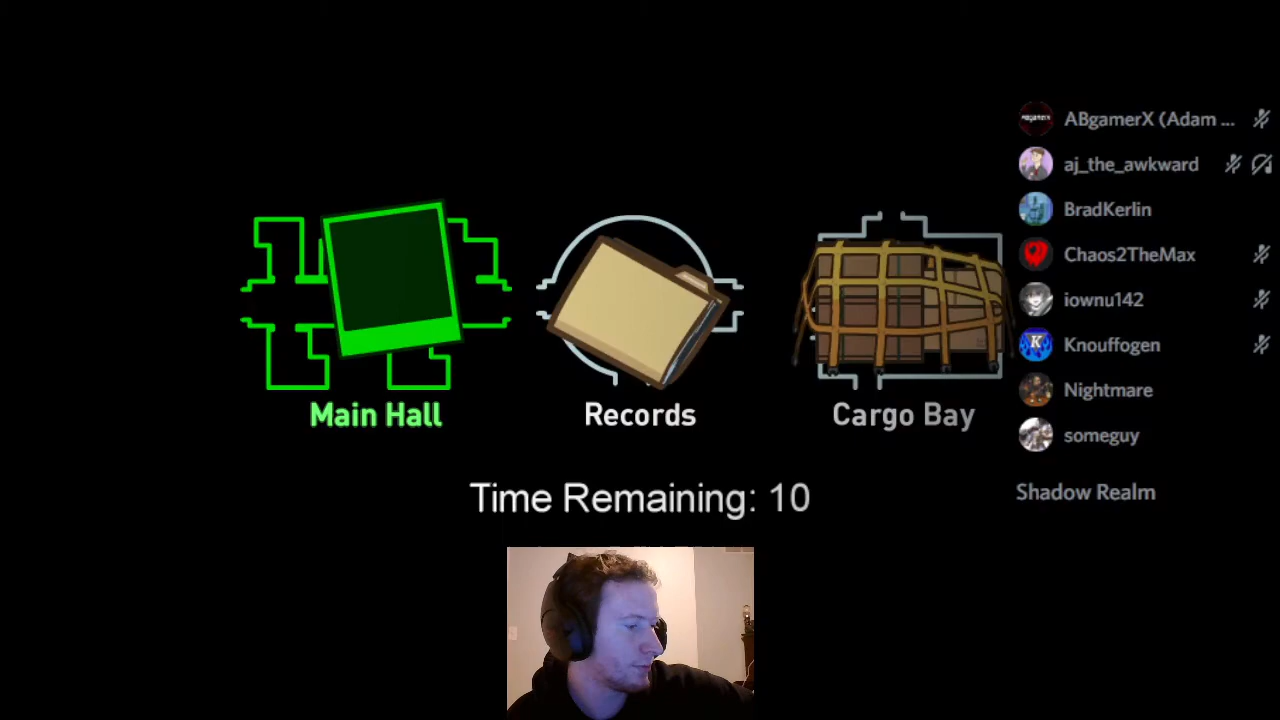 ABgamerX (Adam ...
aj_the_awkward
BradKerlin
Chaos2TheMax
iownu142
K
Knouffogen
Nightmare
someguy
Main Hall
Records
Cargo Bay
Time Remaining: 10
Shadow Realm